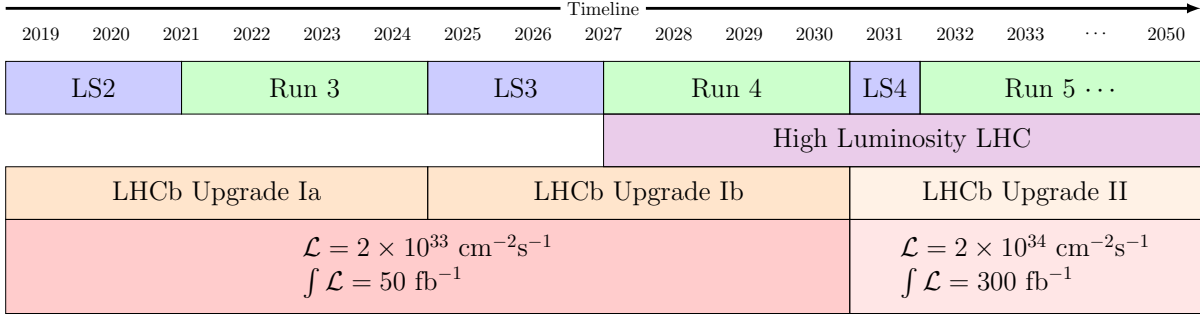 Timeline
2019 2020 2021 2022 2023 2024 2025 2026 2027 2028 2029 2030 2031 2032 2033 ⋯ 2050
LS2 Run 3 LS3 Run 4 LS4 Run 5 ⋯
High Luminosity LHC
LHCb Upgrade Ia LHCb Upgrade Ib LHCb Upgrade II
ℒ = 2 × 10³³ cm⁻²s⁻¹ ℒ = 2 × 10³⁴ cm⁻²s⁻¹
∫ ℒ = 50 fb⁻¹ ∫ ℒ = 300 fb⁻¹